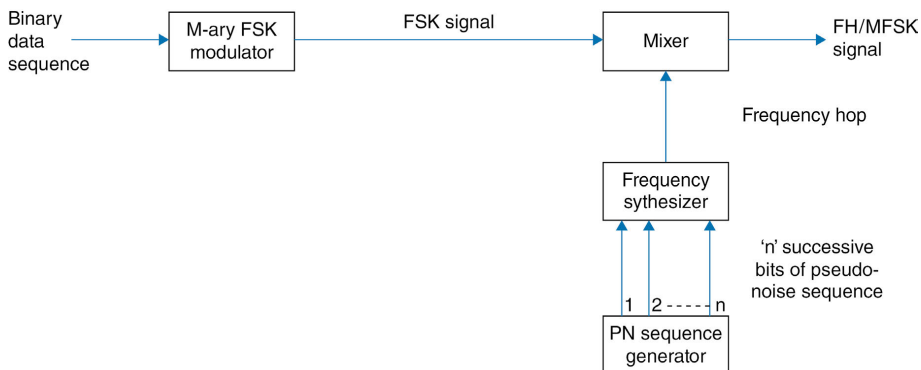 Binary
data
sequence
M-ary FSK
modulator
FSK signal
Mixer
FH/MFSK
signal
Frequency hop
Frequency
sythesizer
‘n’ successive
bits of pseudo-
noise sequence
1 2 ----- n
PN sequence
generator